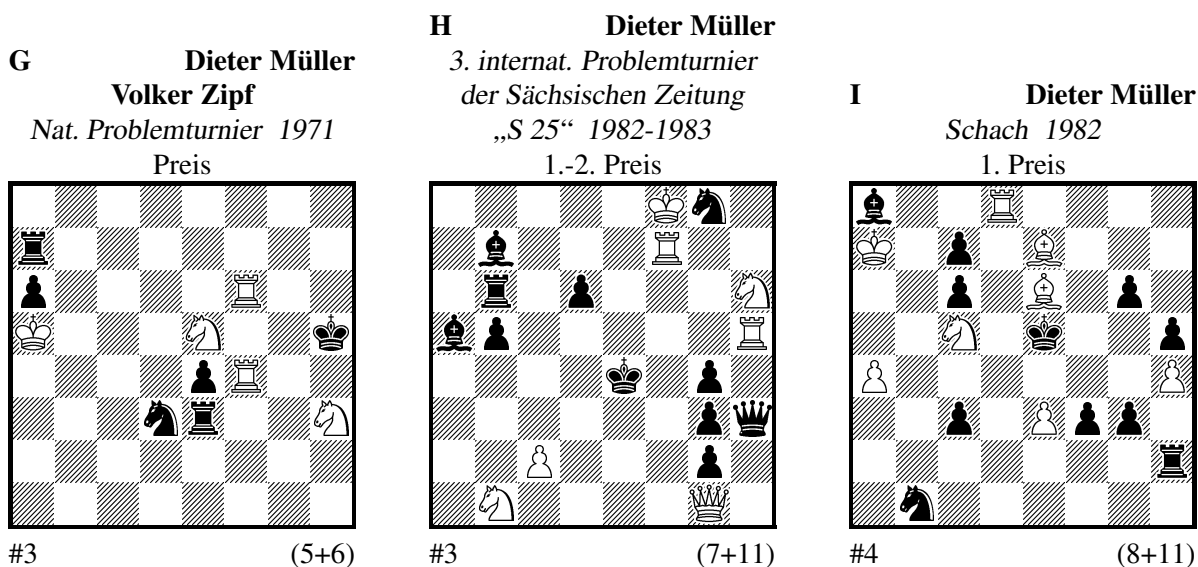 G Dieter Müller
Volker Zipf
Nat. Problemturnier 1971
Preis
#3 (5+6)
H Dieter Müller
3. internat. Problemturnier
der Sächsischen Zeitung
„S 25“ 1982-1983
1.-2. Preis
#3 (7+11)
I Dieter Müller
Schach 1982
1. Preis
#4 (8+11)